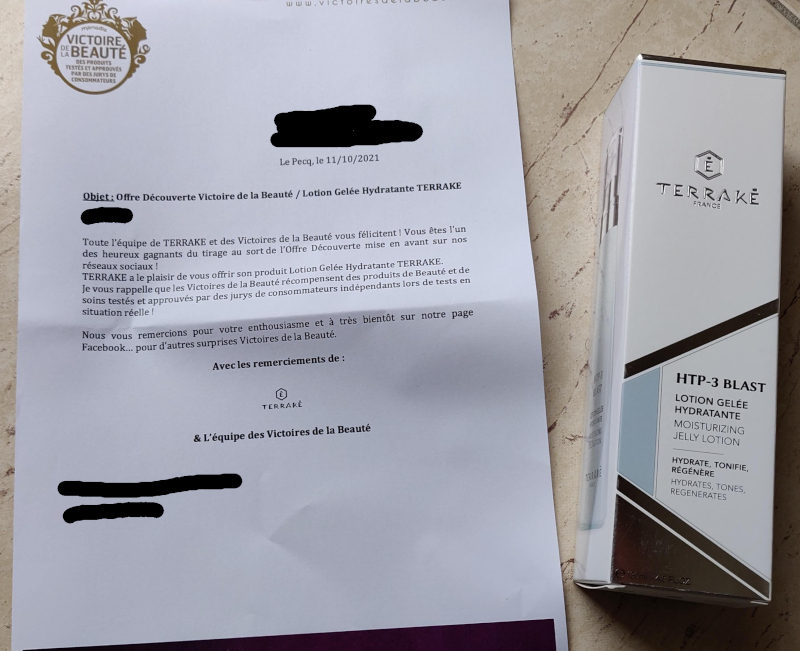 VICTOIRE
DE LA BEAUTÉ
DES PRODUITS
TESTÉS ET APPROUVÉS
PAR DES JURYS DE
CONSOMMATEURS
Le Pecq, le 11/10/2021
Objet : Offre Découverte Victoire de la Beauté / Lotion Gelée Hydratante TERRAKE
Toute l'équipe de TERRAKE et des Victoires de la Beauté vous félicitent ! Vous êtes l'un
des heureux gagnants du tirage au sort de l'Offre Découverte mise en avant sur nos
réseaux sociaux !
TERRAKE a le plaisir de vous offrir son produit Lotion Gelée Hydratante TERRAKE.
Je vous rappelle que les Victoires de la Beauté récompensent des produits de Beauté et de
soins testés et approuvés par des jurys de consommateurs indépendants lors de tests en
situation réelle !
Nous vous remercions pour votre enthousiasme et à très bientôt sur notre page
Facebook... pour d'autres surprises Victoires de la Beauté.
Avec les remerciements de :
É
TERRAKÉ
& L'équipe des Victoires de la Beauté
É
TERRAKÉ
FRANCE
HTP-3 BLAST
LOTION GELÉE
HYDRATANTE
MOISTURIZING
JELLY LOTION
HYDRATE, TONIFIE,
RÉGÉNÈRE
HYDRATES, TONES,
REGENERATES